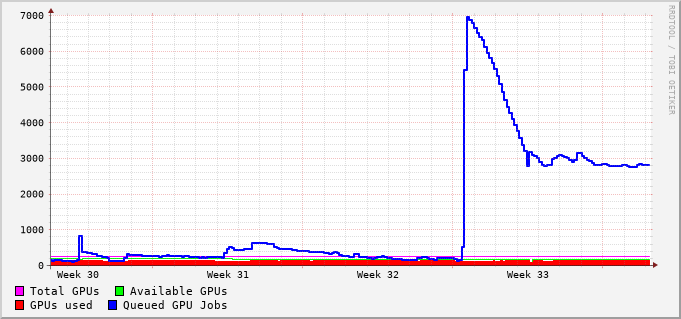 7000
6000
5000
4000
3000
2000
1000
0
Week 30 Week 31 Week 32 Week 33
Total GPUs Available GPUs
GPUs used Queued GPU Jobs
RRDTOOL / TOBI OETIKER